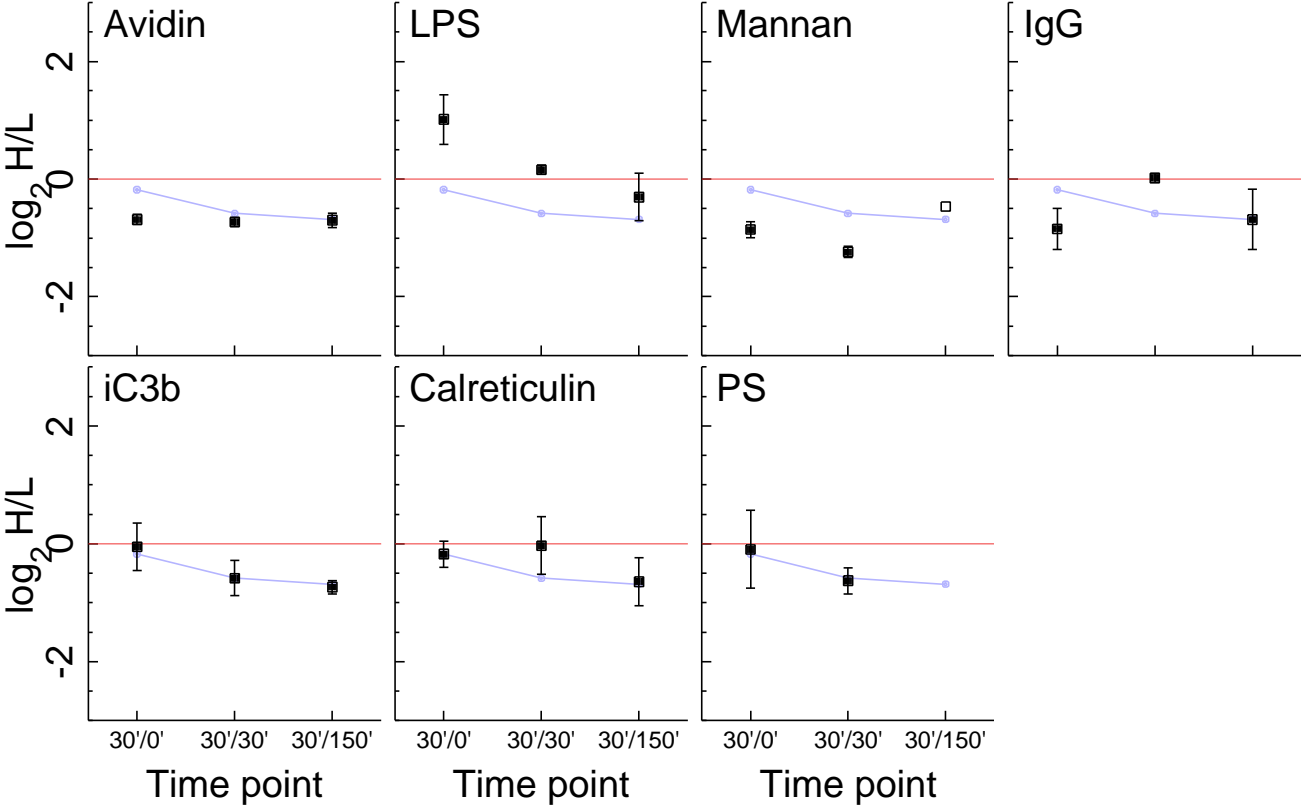 Avidin LPS Mannan IgG
log2 H/L
2
0
-2
iC3b Calreticulin PS
log2 H/L
2
0
-2
30'/0' 30'/30' 30'/150' 30'/0' 30'/30' 30'/150' 30'/0' 30'/30' 30'/150'
Time point Time point Time point